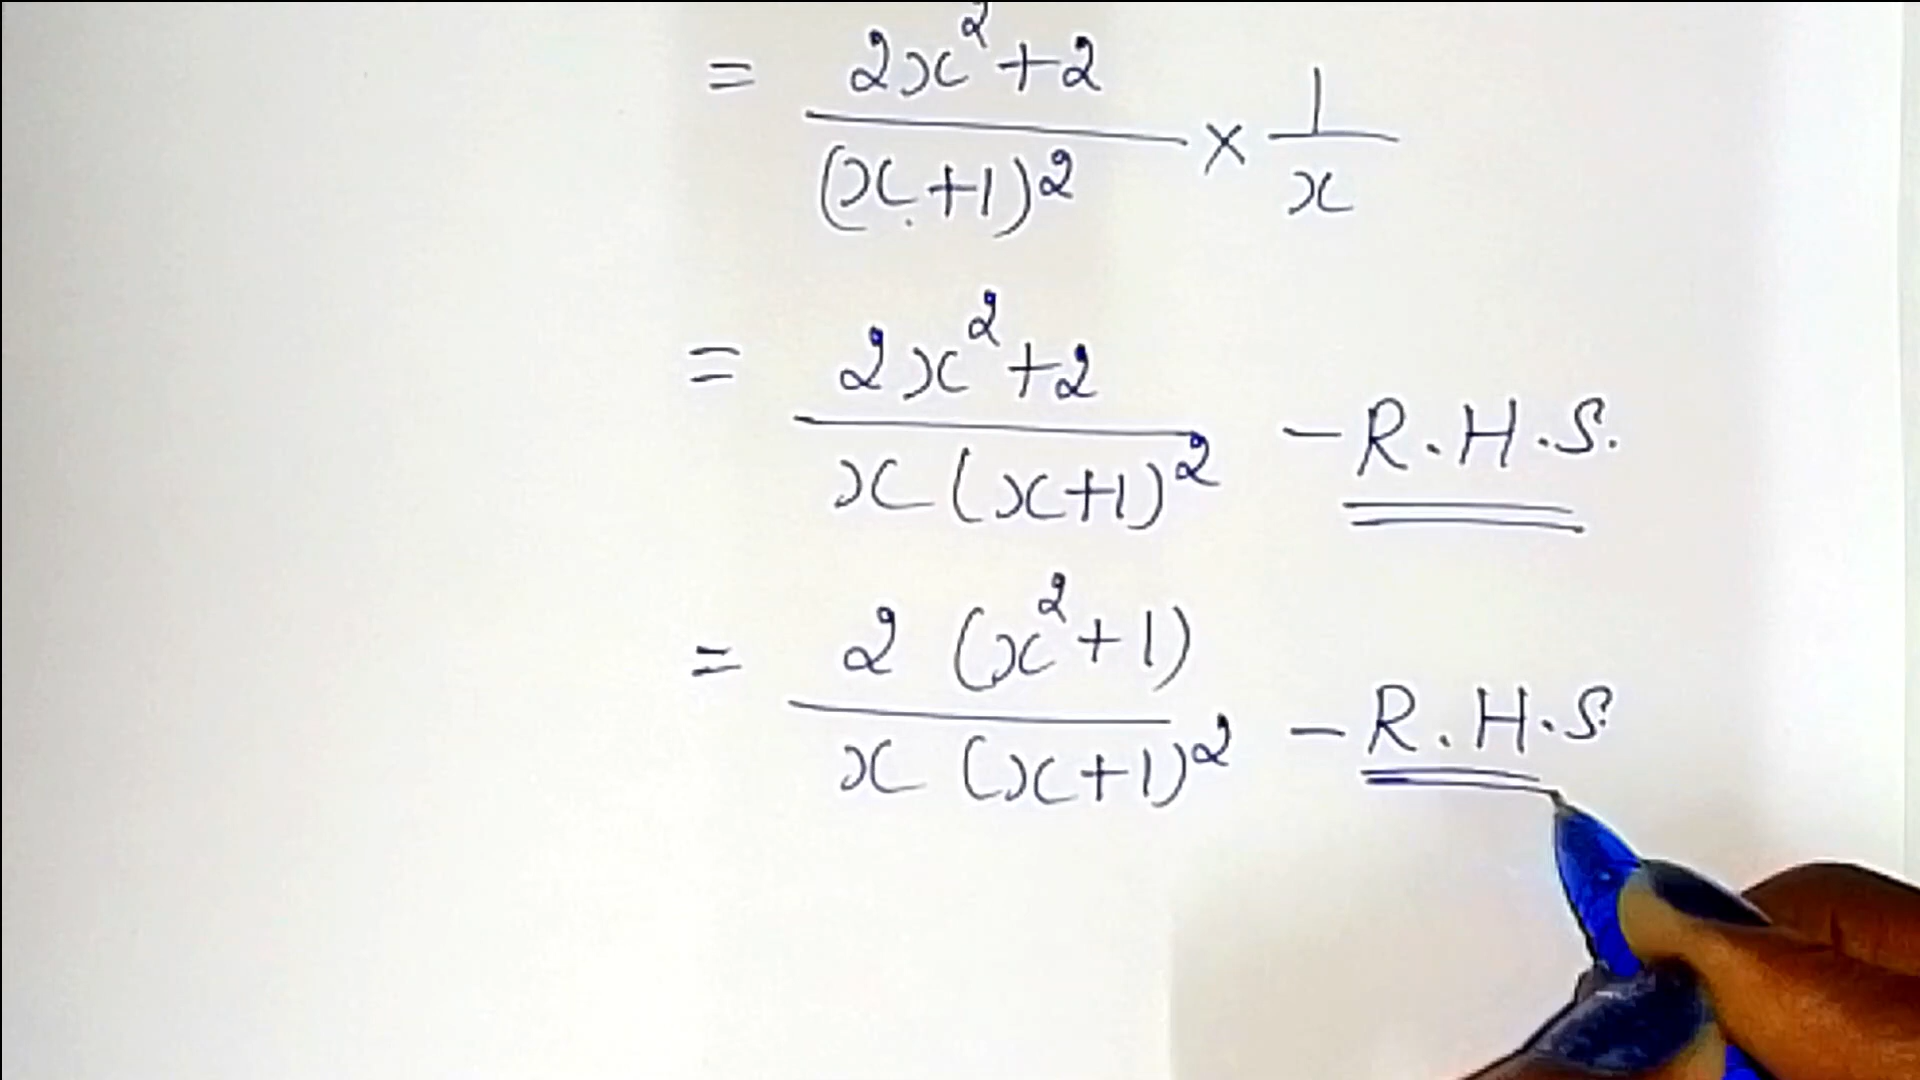 = 2x²+2 / (x+1)² × 1/x
= 2x²+2 / x(x+1)² – R.H.S.
= 2 (x²+1) / x (x+1)² – R.H.S.